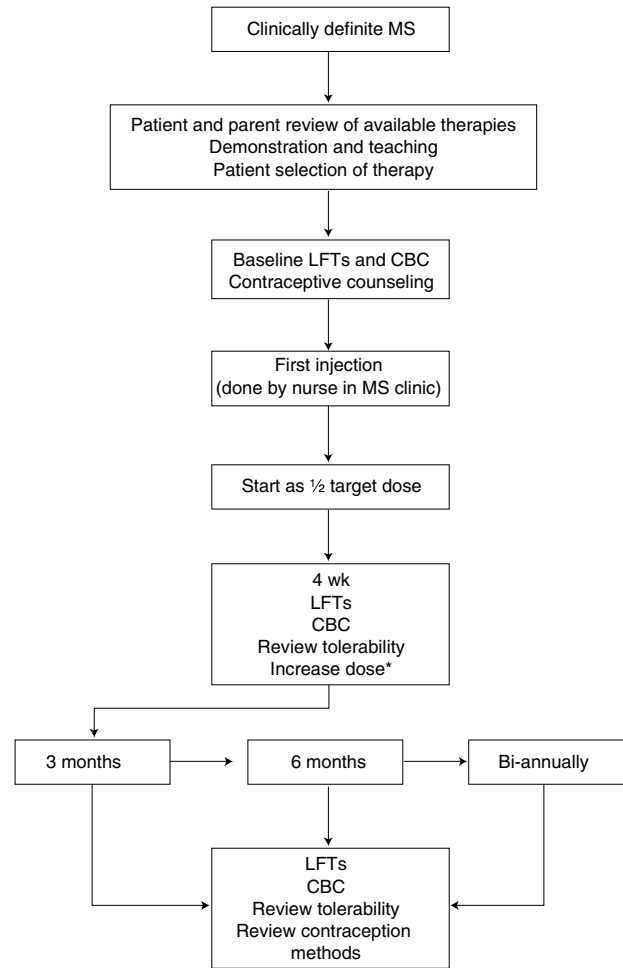 Clinically definite MS
Patient and parent review of available therapies
Demonstration and teaching
Patient selection of therapy
Baseline LFTs and CBC
Contraceptive counseling
First injection
(done by nurse in MS clinic)
Start as ½ target dose
4 wk
LFTs
CBC
Review tolerability
Increase dose*
3 months
6 months
Bi-annually
LFTs
CBC
Review tolerability
Review contraception
methods